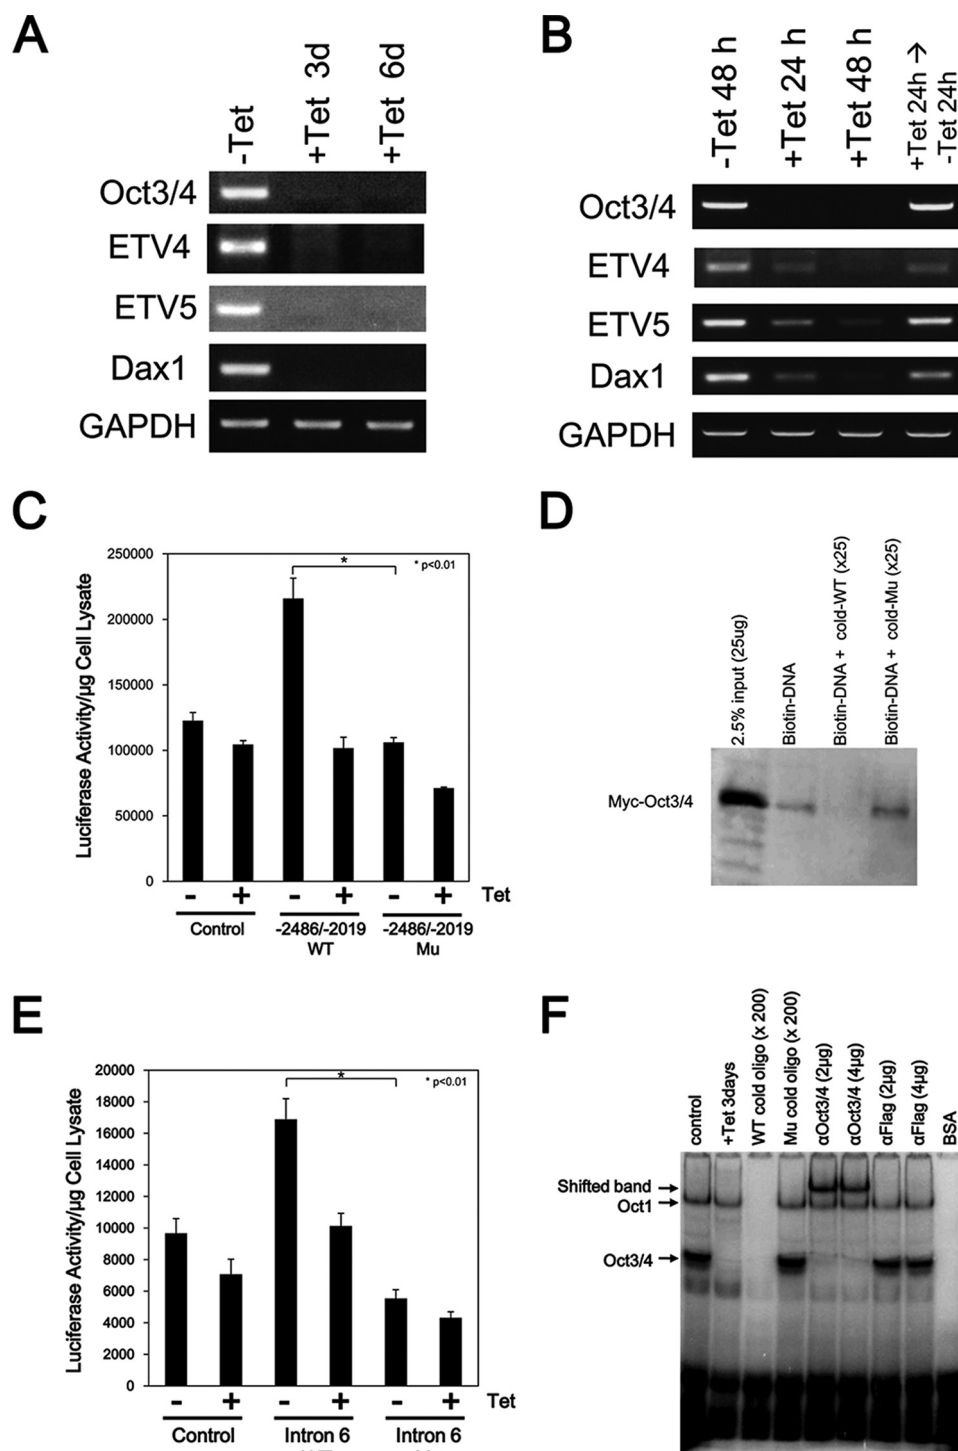 A
-Tet
+Tet 3d
+Tet 6d
Oct3/4
ETV4
ETV5
Dax1
GAPDH
B
-Tet 48 h
+Tet 24 h
+Tet 48 h
+Tet 24h →
-Tet 24h
Oct3/4
ETV4
ETV5
Dax1
GAPDH
C
Luciferase Activity/µg Cell Lysate
250000
200000
150000
100000
50000
0
*
* p<0.01
- + - + - + Tet
Control
-2486/-2019
WT
-2486/-2019
Mu
D
2.5% input (25ug)
Biotin-DNA
Biotin-DNA + cold-WT (x25)
Biotin-DNA + cold-Mu (x25)
Myc-Oct3/4
E
Luciferase Activity/µg Cell Lysate
20000
18000
16000
14000
12000
10000
8000
6000
4000
2000
0
*
* p<0.01
- + - + - + Tet
Control
Intron 6
Intron 6
F
control
+Tet 3days
WT cold oligo (x 200)
Mu cold oligo (x 200)
αOct3/4 (2µg)
αOct3/4 (4µg)
αFlag (2µg)
αFlag (4µg)
BSA
Shifted band
Oct1
Oct3/4